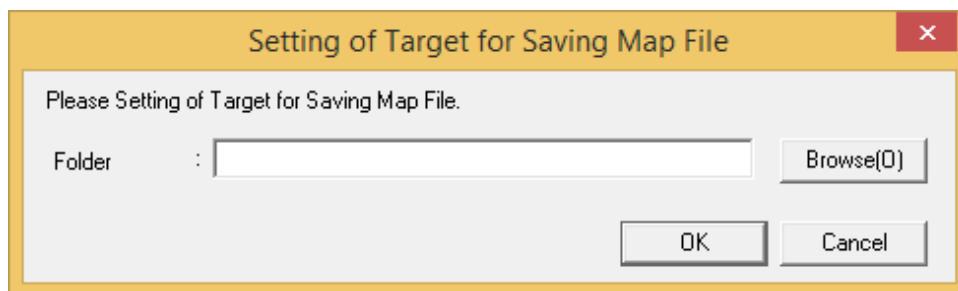 Setting of Target for Saving Map File
Please Setting of Target for Saving Map File.
Folder : Browse(O)
OK Cancel